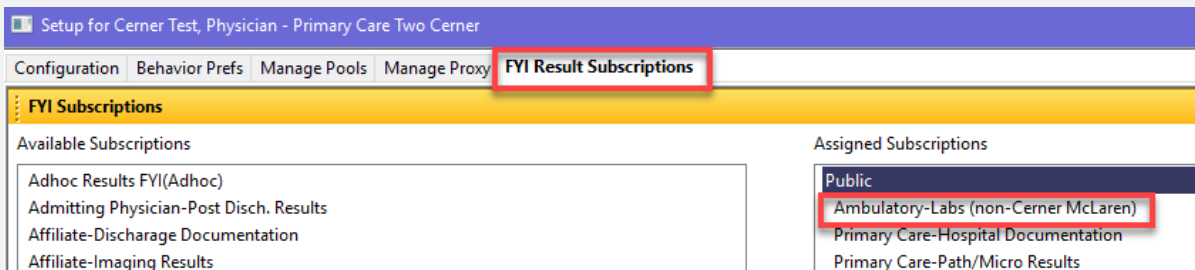 Setup for Cerner Test, Physician - Primary Care Two Cerner
Configuration Behavior Prefs Manage Pools Manage Proxy FYI Result Subscriptions
FYI Subscriptions
Available Subscriptions
Adhoc Results FYI(Adhoc)
Admitting Physician-Post Disch. Results
Affiliate-Discharge Documentation
Affiliate-Imaging Results
Assigned Subscriptions
Public
Ambulatory-Labs (non-Cerner McLaren)
Primary Care-Hospital Documentation
Primary Care-Path/Micro Results